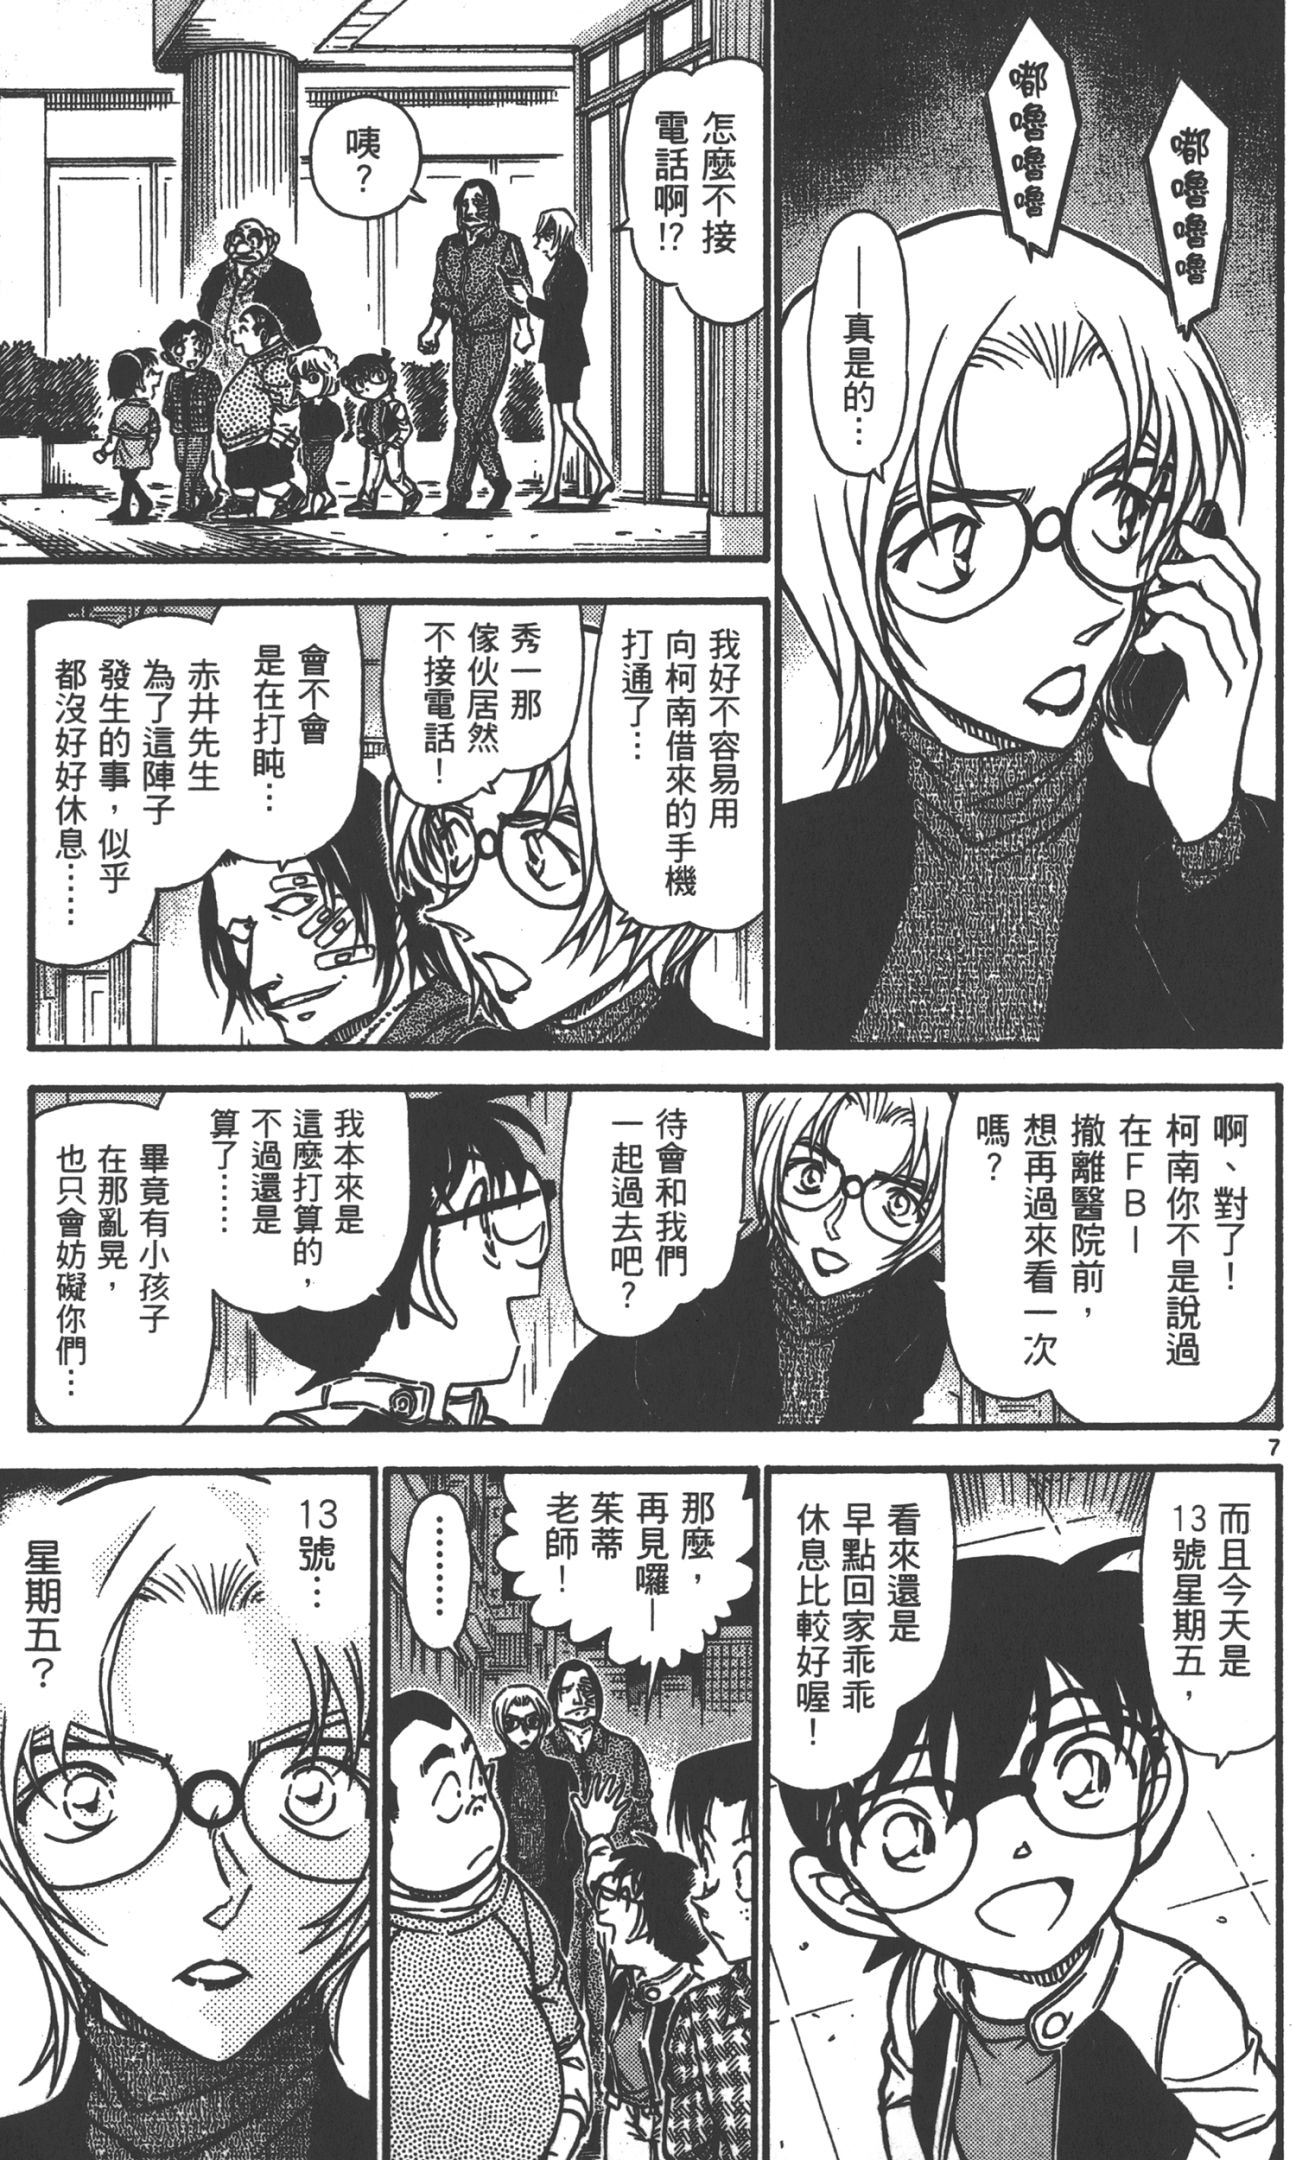 嘟嚕嚕嚕
嘟嚕嚕嚕
──真是的…
怎麼不接
電話啊!?
咦?
我好不容易用
向柯南借來的手機
打通了…
秀一那
傢伙居然
不接電話!
會不會
是在打盹…
赤井先生
為了這陣子
發生的事,似乎
都沒好好休息……
啊、對了!
柯南你不是說過
在FBI
撤離醫院前,
想再過來看一次
嗎?
待會和我們
一起過去吧?
我本來是
這麼打算的,
不過還是
算了……
畢竟有小孩子
在那亂晃,
也只會妨礙你們…
7
而且今天是
13號星期五,
看來還是
早點回家乖乖
休息比較好喔!
那麼,
再見囉─
茱蒂
老師!
………
13號…
星期五?